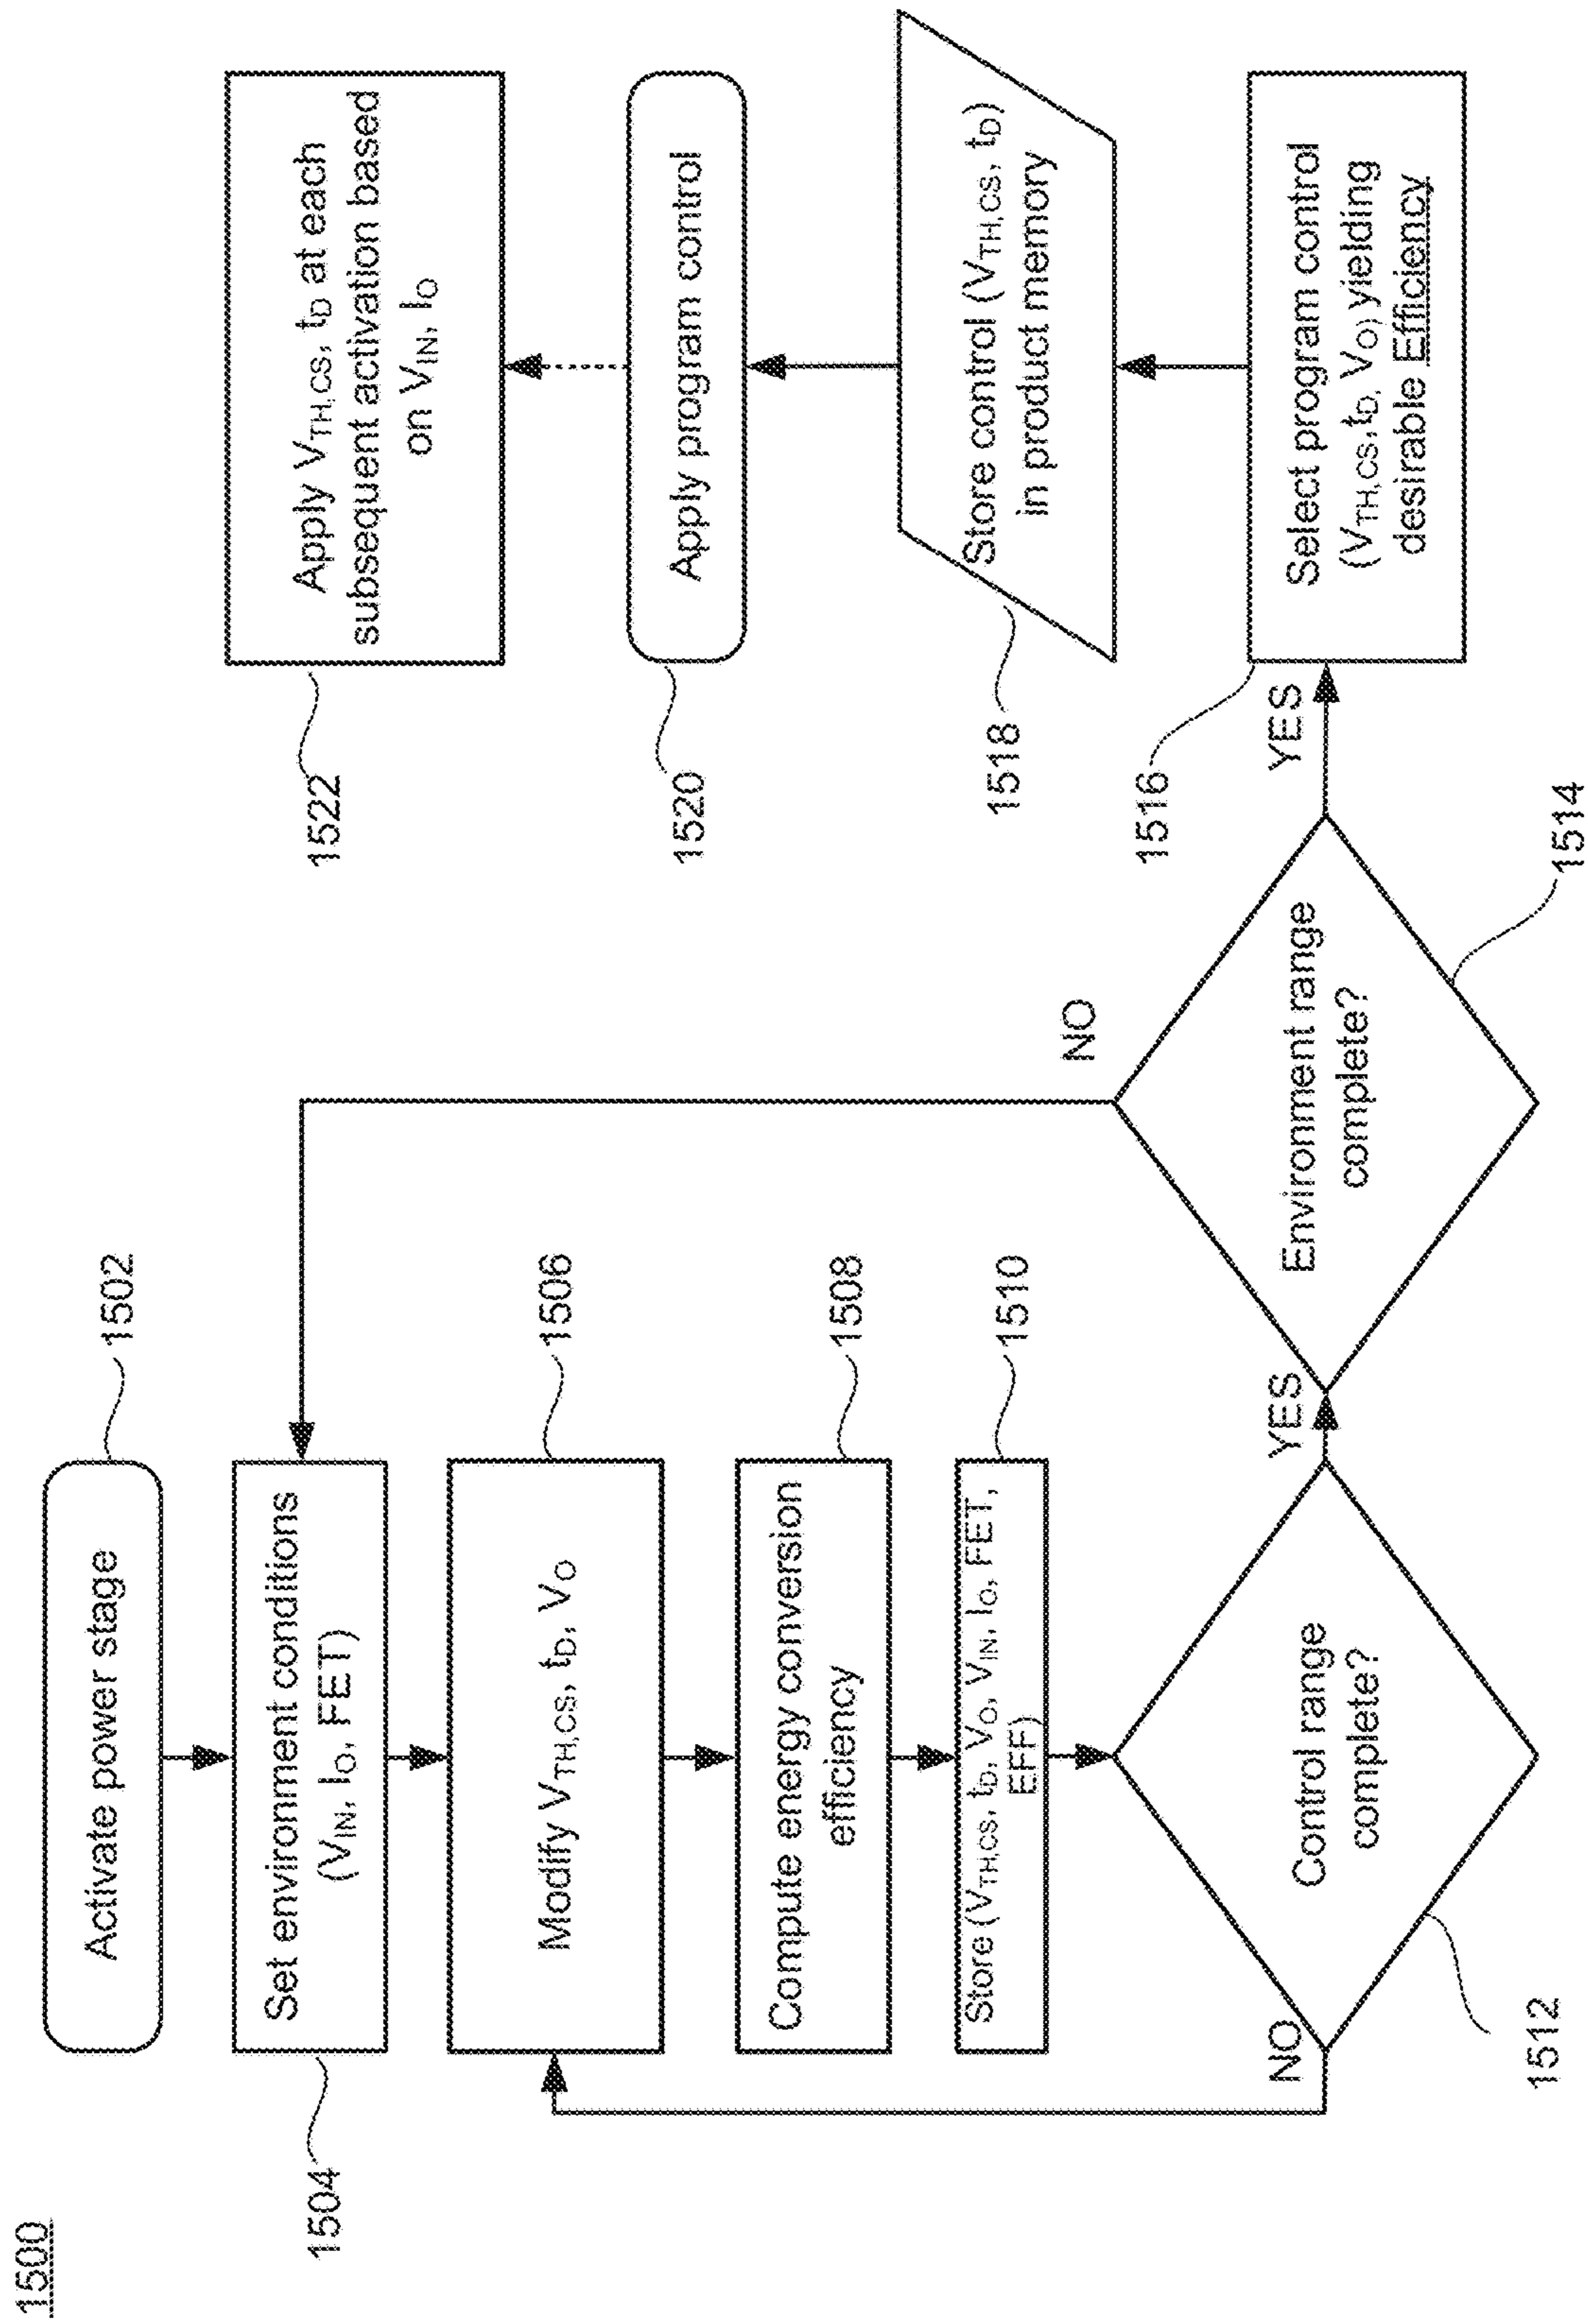 1500
Activate power stage
1502
Set environment conditions
(V_IN, I_O, FET)
1504
Modify V_TH,CS, t_D, V_O
1506
Compute energy conversion
efficiency
1508
Store (V_TH,CS, t_D, V_O, V_IN, I_O, FET,
EFF)
1510
Control range
complete?
1512
NO
YES
Environment range
complete?
1514
NO
YES
Select program control
(V_TH,CS, t_D, V_O) yielding
desirable Efficiency
1516
Store control (V_TH,CS, t_D)
in product memory
1518
Apply program control
1520
Apply V_TH,CS, t_D at each
subsequent activation based
on V_IN, I_O
1522